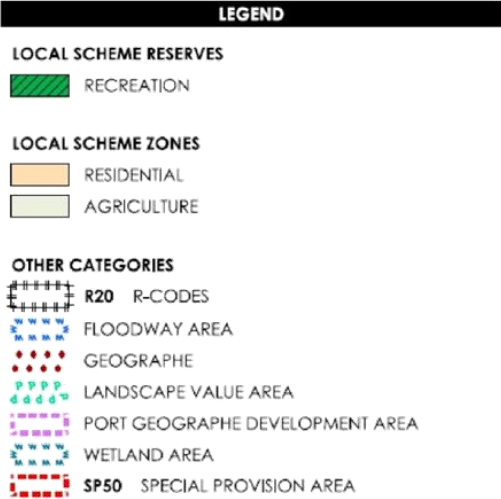 LEGEND
LOCAL SCHEME RESERVES
RECREATION
LOCAL SCHEME ZONES
RESIDENTIAL
AGRICULTURE
OTHER CATEGORIES
R20 R-CODES
FLOODWAY AREA
GEOGRAPHE
LANDSCAPE VALUE AREA
PORT GEOGRAPHE DEVELOPMENT AREA
WETLAND AREA
SP50 SPECIAL PROVISION AREA